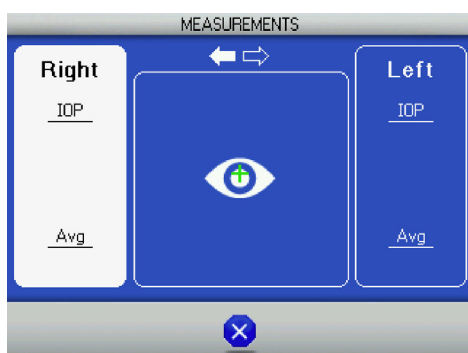 MEASUREMENTS
Right
IOP
Avg
Left
IOP
Avg